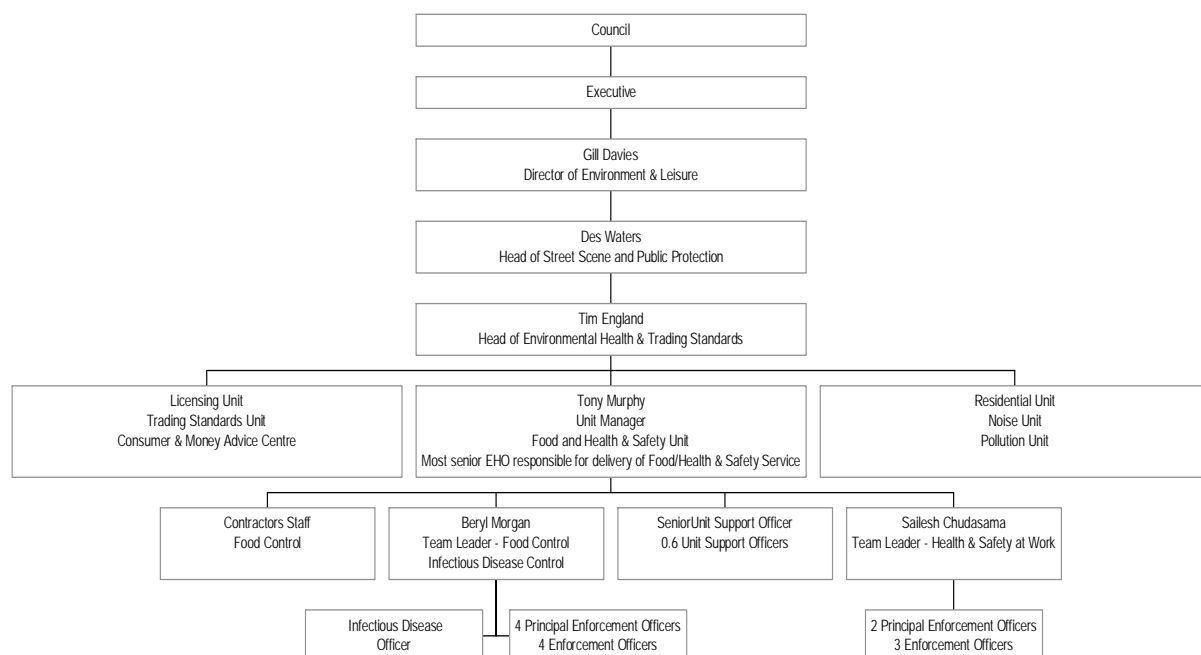 Council
Executive
Gill Davies
Director of Environment & Leisure
Des Waters
Head of Street Scene and Public Protection
Tim England
Head of Environmental Health & Trading Standards
Licensing Unit
Trading Standards Unit
Consumer & Money Advice Centre
Tony Murphy
Unit Manager
Food and Health & Safety Unit
Most senior EHO responsible for delivery of Food/Health & Safety Service
Residential Unit
Noise Unit
Pollution Unit
Contractors Staff
Food Control
Beryl Morgan
Team Leader - Food Control
Infectious Disease Control
SeniorUnit Support Officer
0.6 Unit Support Officers
Sailesh Chudasama
Team Leader - Health & Safety at Work
Infectious Disease
Officer
4 Principal Enforcement Officers
4 Enforcement Officers
2 Principal Enforcement Officers
3 Enforcement Officers